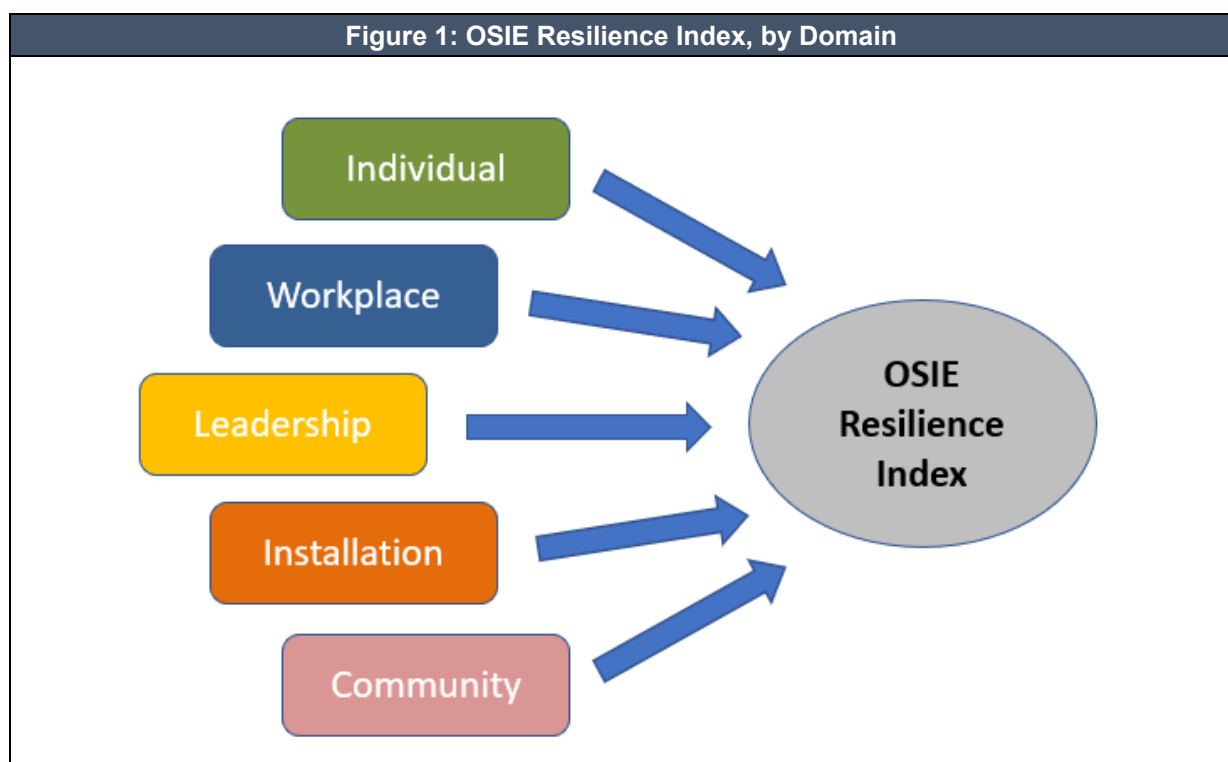 Figure 1: OSIE Resilience Index, by Domain
Individual
Workplace
Leadership
Installation
Community
OSIE
Resilience
Index